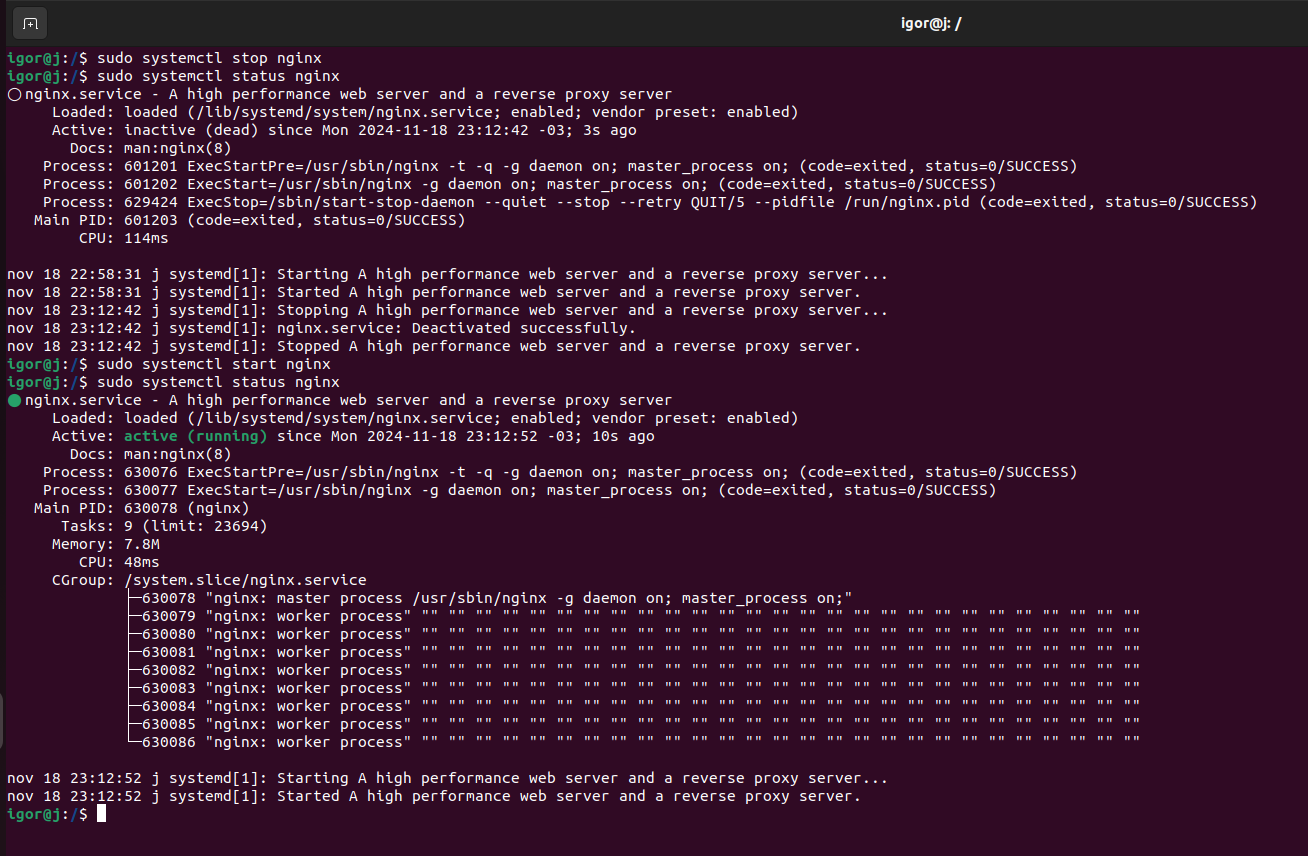 igor@j: /
igor@j:/$ sudo systemctl stop nginx
igor@j:/$ sudo systemctl status nginx
○ nginx.service - A high performance web server and a reverse proxy server
     Loaded: loaded (/lib/systemd/system/nginx.service; enabled; vendor preset: enabled)
     Active: inactive (dead) since Mon 2024-11-18 23:12:42 -03; 3s ago
       Docs: man:nginx(8)
    Process: 601201 ExecStartPre=/usr/sbin/nginx -t -q -g daemon on; master_process on; (code=exited, status=0/SUCCESS)
    Process: 601202 ExecStart=/usr/sbin/nginx -g daemon on; master_process on; (code=exited, status=0/SUCCESS)
    Process: 629424 ExecStop=/sbin/start-stop-daemon --quiet --stop --retry QUIT/5 --pidfile /run/nginx.pid (code=exited, status=0/SUCCESS)
   Main PID: 601203 (code=exited, status=0/SUCCESS)
        CPU: 114ms
nov 18 22:58:31 j systemd[1]: Starting A high performance web server and a reverse proxy server...
nov 18 22:58:31 j systemd[1]: Started A high performance web server and a reverse proxy server.
nov 18 23:12:42 j systemd[1]: Stopping A high performance web server and a reverse proxy server...
nov 18 23:12:42 j systemd[1]: nginx.service: Deactivated successfully.
nov 18 23:12:42 j systemd[1]: Stopped A high performance web server and a reverse proxy server.
igor@j:/$ sudo systemctl start nginx
igor@j:/$ sudo systemctl status nginx
● nginx.service - A high performance web server and a reverse proxy server
     Loaded: loaded (/lib/systemd/system/nginx.service; enabled; vendor preset: enabled)
     Active: active (running) since Mon 2024-11-18 23:12:52 -03; 10s ago
       Docs: man:nginx(8)
    Process: 630076 ExecStartPre=/usr/sbin/nginx -t -q -g daemon on; master_process on; (code=exited, status=0/SUCCESS)
    Process: 630077 ExecStart=/usr/sbin/nginx -g daemon on; master_process on; (code=exited, status=0/SUCCESS)
   Main PID: 630078 (nginx)
      Tasks: 9 (limit: 23694)
     Memory: 7.8M
        CPU: 48ms
     CGroup: /system.slice/nginx.service
             ├─630078 "nginx: master process /usr/sbin/nginx -g daemon on; master_process on;"
             ├─630079 "nginx: worker process" "" "" "" "" "" "" "" "" "" "" "" "" "" "" "" "" "" "" "" "" "" "" "" "" "" "" ""
             ├─630080 "nginx: worker process" "" "" "" "" "" "" "" "" "" "" "" "" "" "" "" "" "" "" "" "" "" "" "" "" "" "" ""
             ├─630081 "nginx: worker process" "" "" "" "" "" "" "" "" "" "" "" "" "" "" "" "" "" "" "" "" "" "" "" "" "" "" ""
             ├─630082 "nginx: worker process" "" "" "" "" "" "" "" "" "" "" "" "" "" "" "" "" "" "" "" "" "" "" "" "" "" "" ""
             ├─630083 "nginx: worker process" "" "" "" "" "" "" "" "" "" "" "" "" "" "" "" "" "" "" "" "" "" "" "" "" "" "" ""
             ├─630084 "nginx: worker process" "" "" "" "" "" "" "" "" "" "" "" "" "" "" "" "" "" "" "" "" "" "" "" "" "" "" ""
             ├─630085 "nginx: worker process" "" "" "" "" "" "" "" "" "" "" "" "" "" "" "" "" "" "" "" "" "" "" "" "" "" "" ""
             └─630086 "nginx: worker process" "" "" "" "" "" "" "" "" "" "" "" "" "" "" "" "" "" "" "" "" "" "" "" "" "" "" ""
nov 18 23:12:52 j systemd[1]: Starting A high performance web server and a reverse proxy server...
nov 18 23:12:52 j systemd[1]: Started A high performance web server and a reverse proxy server.
igor@j:/$